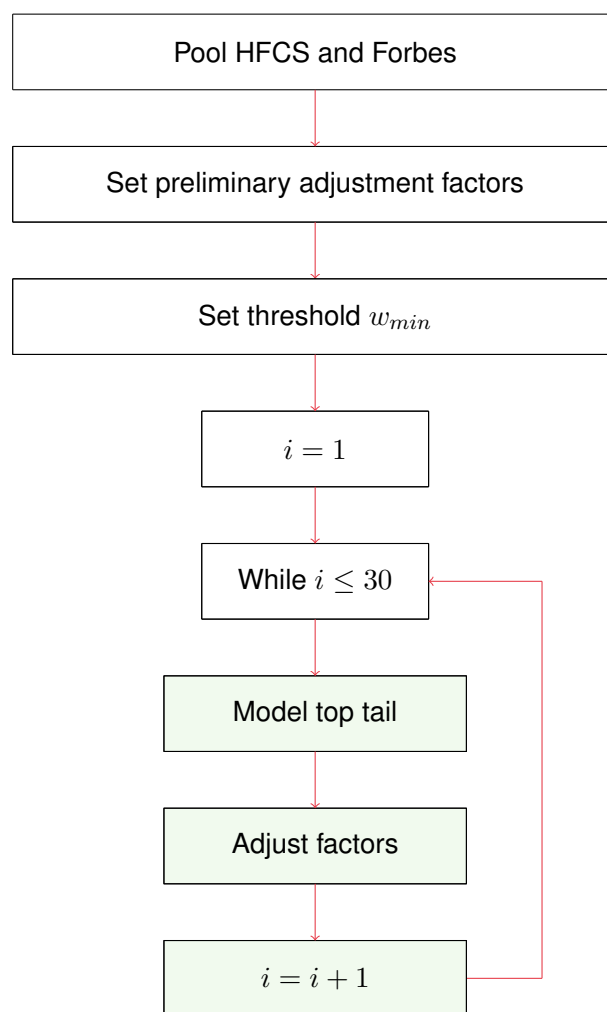 Pool HFCS and Forbes
Set preliminary adjustment factors
Set threshold w_{min}
i = 1
While i ≤ 30
Model top tail
Adjust factors
i = i + 1